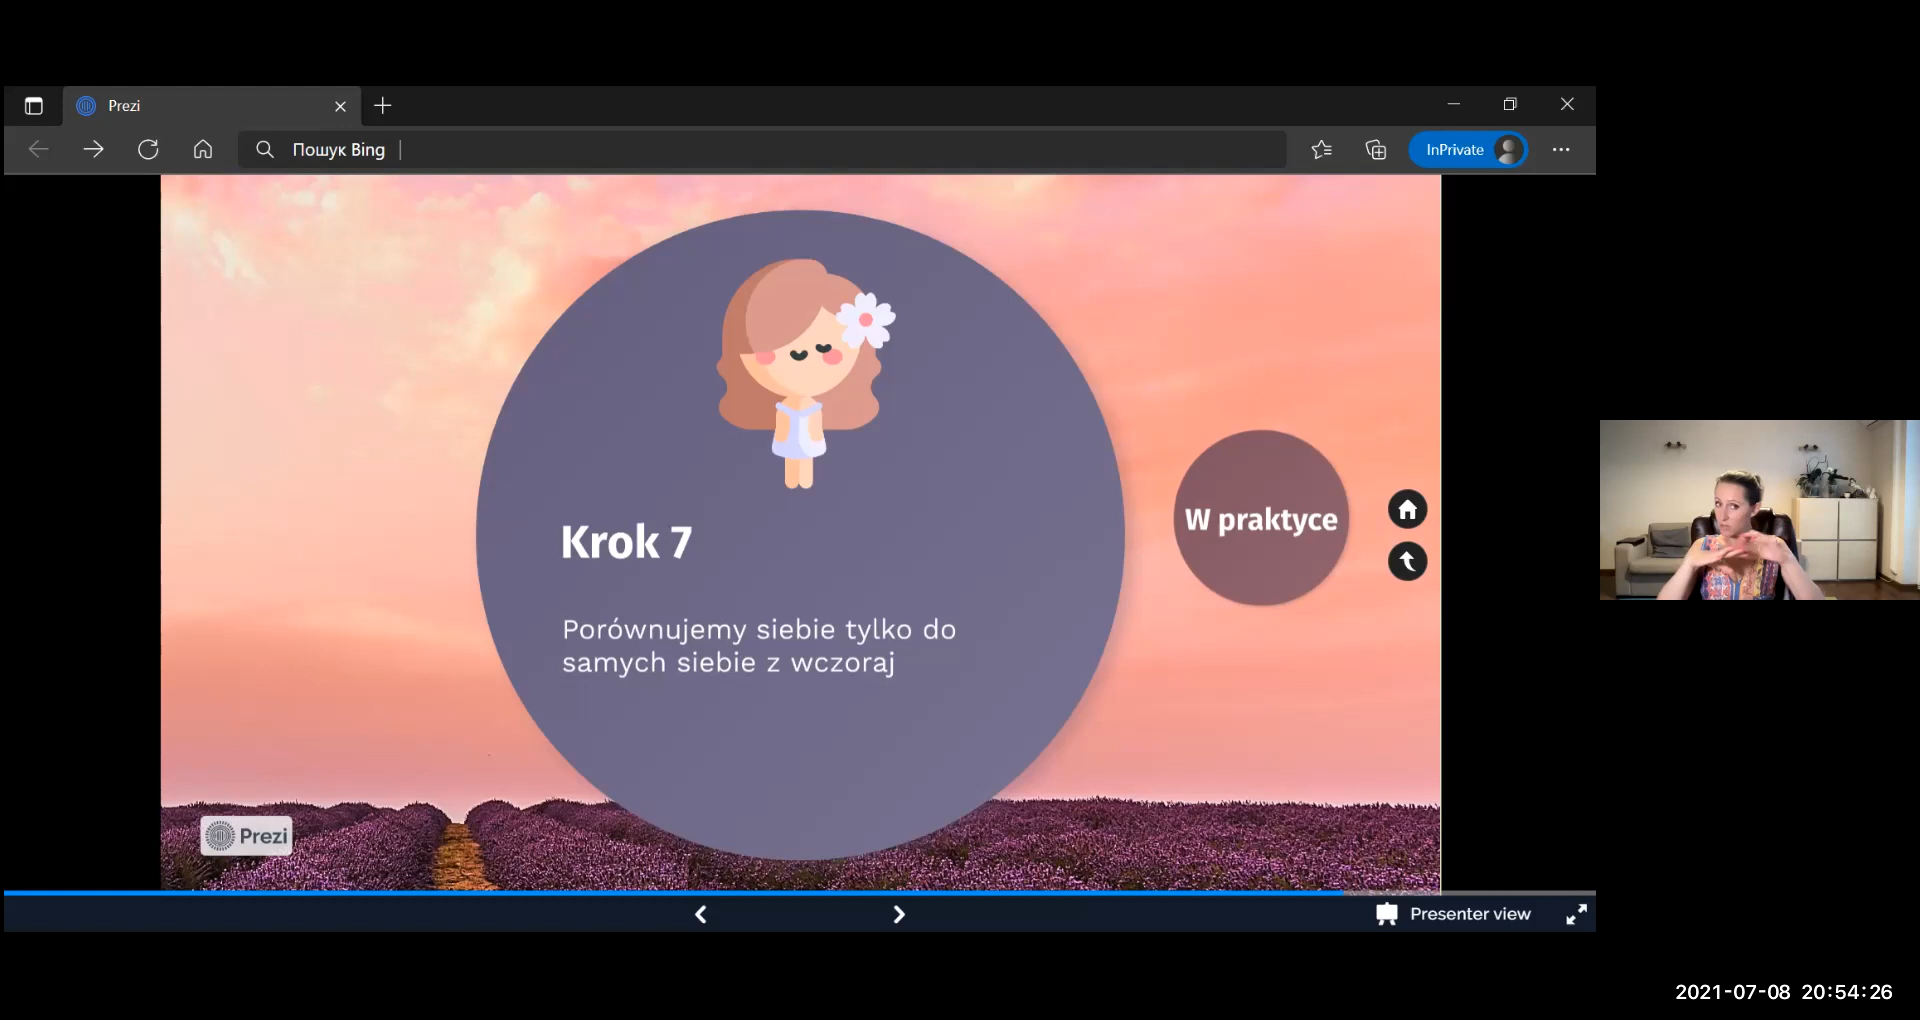 Prezi
Пошук Bing
InPrivate
Krok 7
Porównujemy siebie tylko do
samych siebie z wczoraj
W praktyce
Prezi
Presenter view
2021-07-08 20:54:26